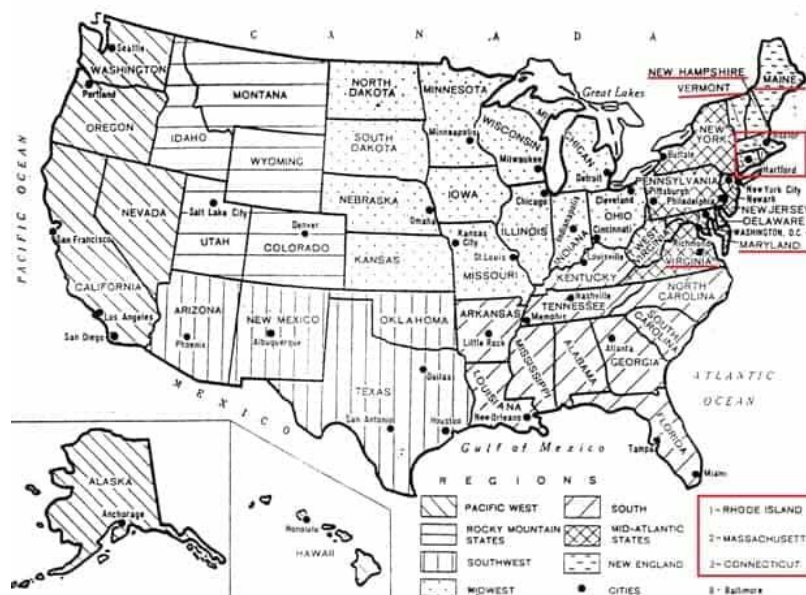 CANADA
Seattle
WASHINGTON
Portland
OREGON
MONTANA
IDAHO
WYOMING
NORTH
DAKOTA
SOUTH
DAKOTA
MINNESOTA
Minneapolis
WISCONSIN
Milwaukee
MICHIGAN
Detroit
Great Lakes
NEW HAMPSHIRE
VERMONT
MAINE
NEW
YORK
Buffalo
Hartford
PENNSYLVANIA
Pittsburgh
Philadelphia
New York City
Newark
NEW JERSEY
DELAWARE
WASHINGTON, D.C.
MARYLAND
PACIFIC OCEAN
NEVADA
San Francisco
CALIFORNIA
Los Angeles
San Diego
Salt Lake City
UTAH
Denver
COLORADO
NEBRASKA
Omaha
KANSAS
IOWA
Kansas
City
St. Louis
MISSOURI
Chicago
ILLINOIS
Indianapolis
INDIANA
Cleveland
OHIO
Cincinnati
WEST
VIRGINIA
Richmond
VIRGINIA
Louisville
KENTUCKY
Nashville
TENNESSEE
Memphis
NORTH
CAROLINA
SOUTH
CAROLINA
ARIZONA
Phoenix
NEW MEXICO
Albuquerque
OKLAHOMA
ARKANSAS
Little Rock
TEXAS
Dallas
San Antonio
Houston
LOUISIANA
New Orleans
MISSISSIPPI
ALABAMA
Atlanta
GEORGIA
FLORIDA
Tampa
Miami
ATLANTIC
OCEAN
MEXICO
Gulf of Mexico
ALASKA
Anchorage
Honolulu
HAWAII
REGIONS
PACIFIC WEST
ROCKY MOUNTAIN
STATES
SOUTHWEST
MIDWEST
SOUTH
MID-ATLANTIC
STATES
NEW ENGLAND
CITIES
1-RHODE ISLAND
2-MASSACHUSETT
3-CONNECTICUT
Baltimore